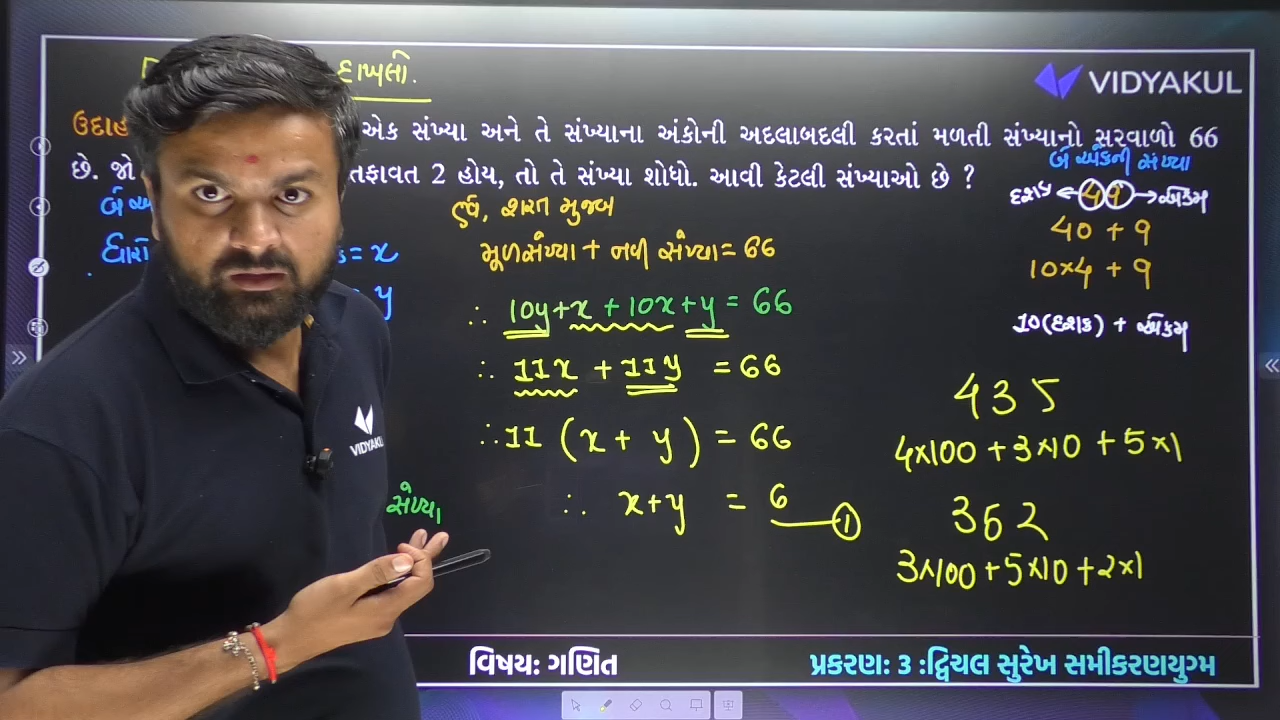 દાખલો.
VIDYAKUL
ઉદાહ
એક સંખ્યા અને તે સંખ્યાના અંકોની અદલાબદલી કરતાં મળતી સંખ્યાનો સરવાળો 66
છે. જો
તફાવત 2 હોય, તો તે સંખ્યા શોધો. આવી કેટલી સંખ્યાઓ છે ?
બે અંકની સંખ્યા
બે અં
હવે, શરત મુજબ
દશક ← 49 → એકમ
ધારો
= x
મૂળસંખ્યા + નવી સંખ્યા = 66
40 + 9
10×4 + 9
y
∴ 10y+x+10x+y = 66
10(દશક) + એકમ
∴ 11x + 11y = 66
435
∴ 11 (x + y) = 66
4×100 + 3×10 + 5×1
VIDYAKUL
સંખ્યા
∴ x+y = 6 ①
362
3×100 + 5×10 + 2×1
વિષય: ગણિત
પ્રકરણ: 3 :દ્વિચલ સુરેખ સમીકરણયુગ્મ